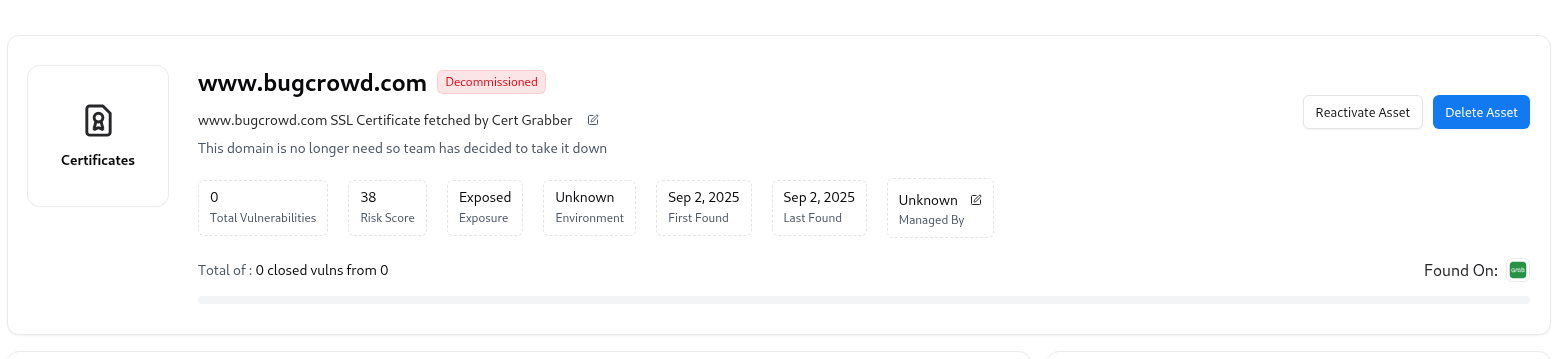 www.bugcrowd.com Decommissioned
www.bugcrowd.com SSL Certificate fetched by Cert Grabber
This domain is no longer need so team has decided to take it down
Reactivate Asset Delete Asset
Certificates
0
Total Vulnerabilities
38
Risk Score
Exposed
Exposure
Unknown
Environment
Sep 2, 2025
First Found
Sep 2, 2025
Last Found
Unknown
Managed By
Total of : 0 closed vulns from 0
Found On: Grab